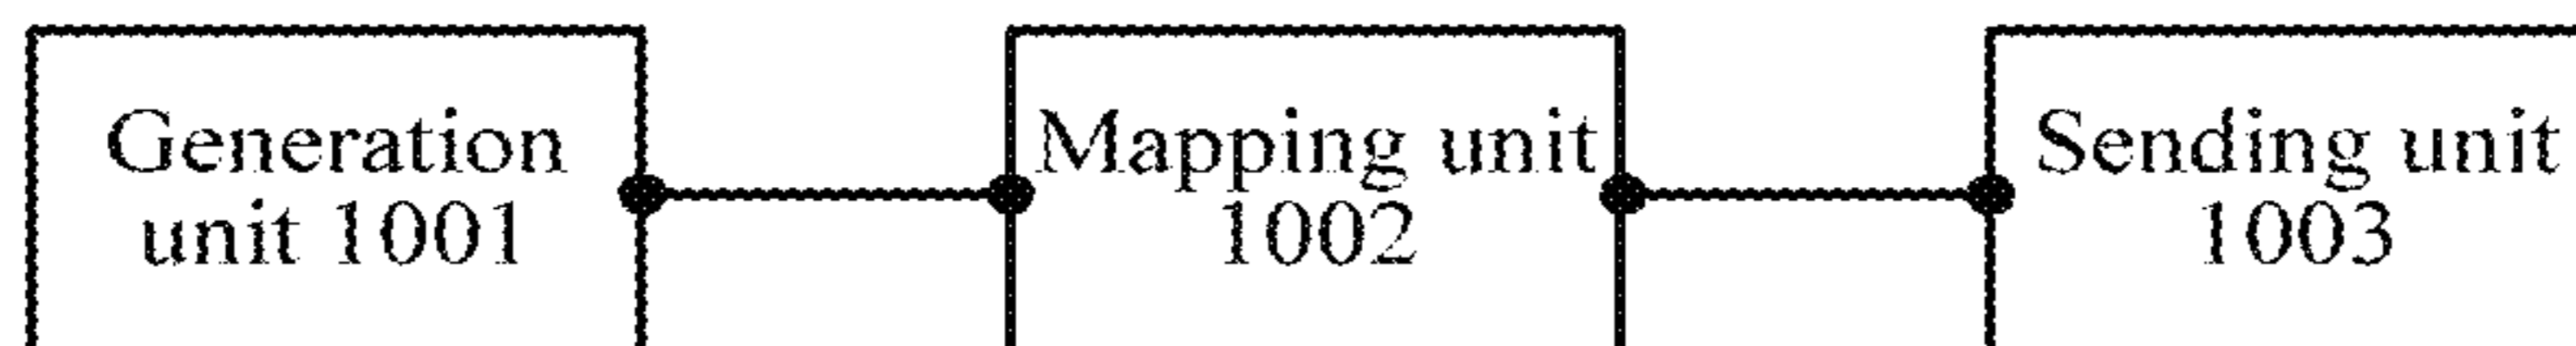 Generation
unit 1001
Mapping unit
1002
Sending unit
1003